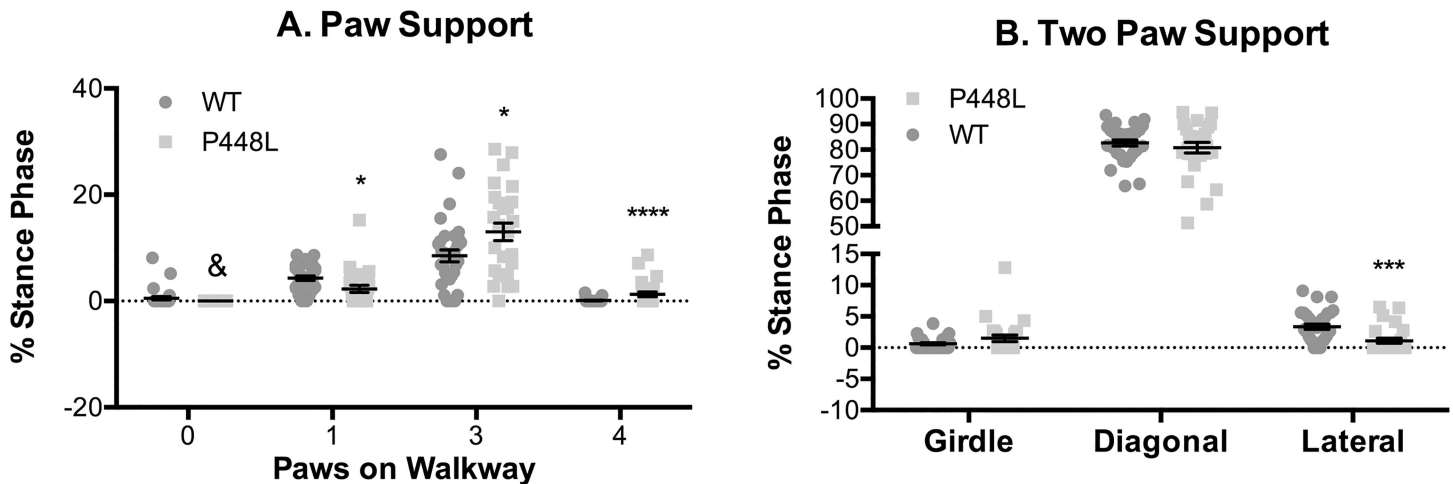 A. Paw Support
% Stance Phase
40
20
0
-20
WT
P448L
&
*
*
****
0 1 3 4
Paws on Walkway
B. Two Paw Support
% Stance Phase
100
90
80
70
60
50
15
10
5
0
-5
-10
P448L
WT
***
Girdle Diagonal Lateral